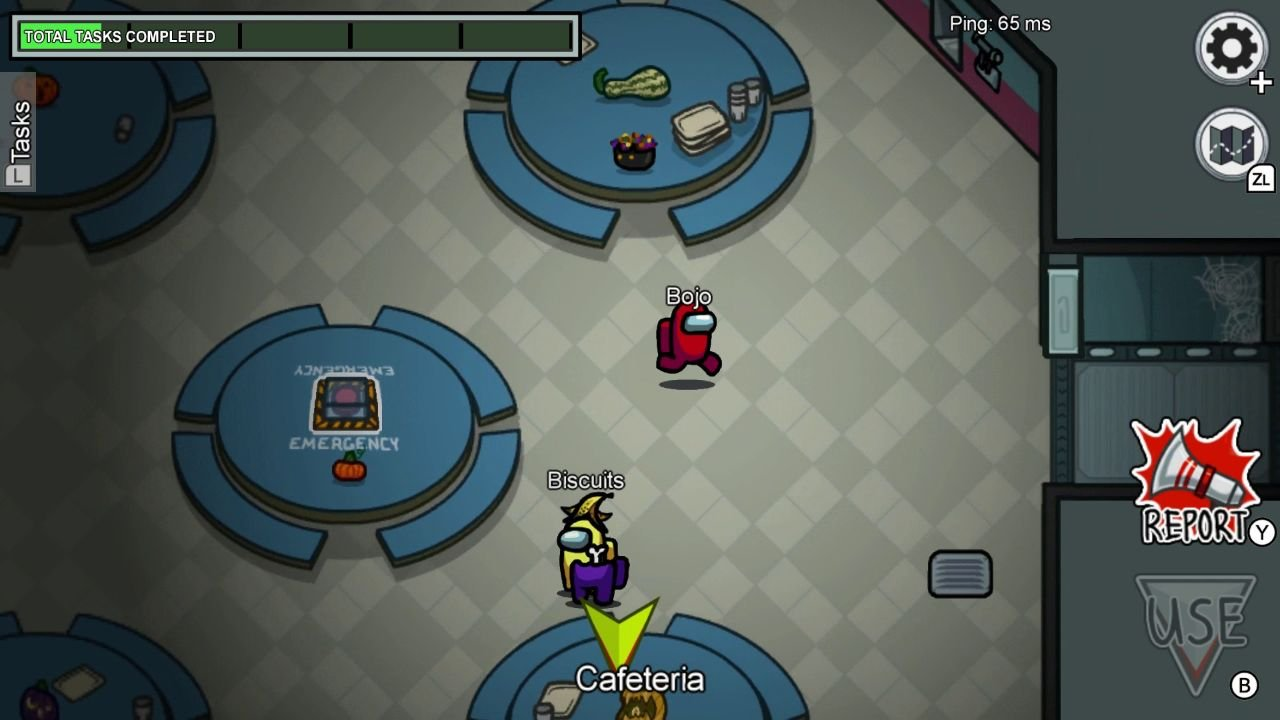 TOTAL TASKS COMPLETED
Ping: 65 ms
+
Tasks
L
ZL
Bojo
EMERGENCY
EMERGENCY
Biscuits
Y
REPORT
Y
USE
Cafeteria
B